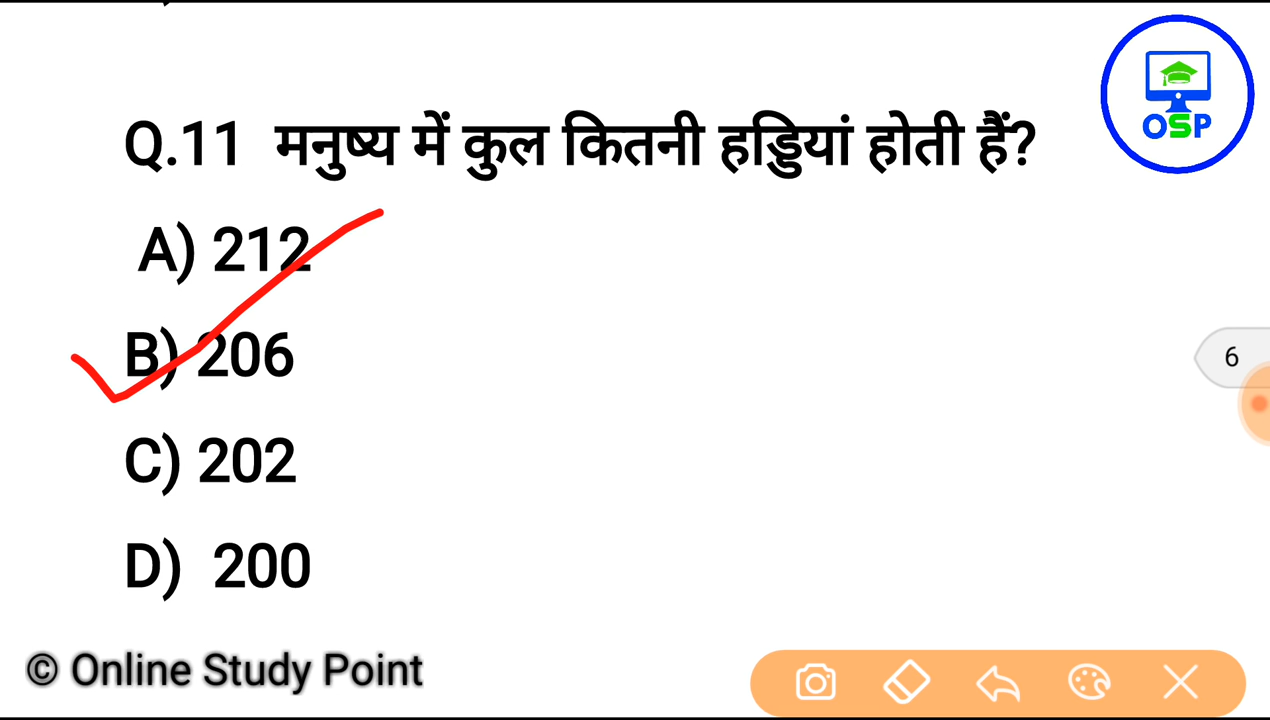 Q.11 मनुष्य में कुल कितनी हड्डियां होती हैं?
OSP
A) 212
B) 206
6
C) 202
D) 200
© Online Study Point